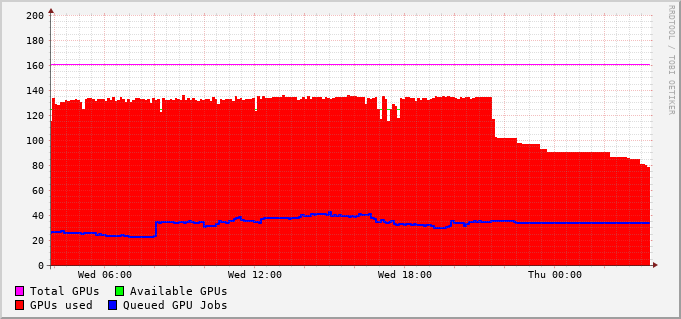 200
180
160
140
120
100
80
60
40
20
0
Wed 06:00 Wed 12:00 Wed 18:00 Thu 00:00
Total GPUs Available GPUs
GPUs used Queued GPU Jobs
RRDTOOL / TOBI OETIKER